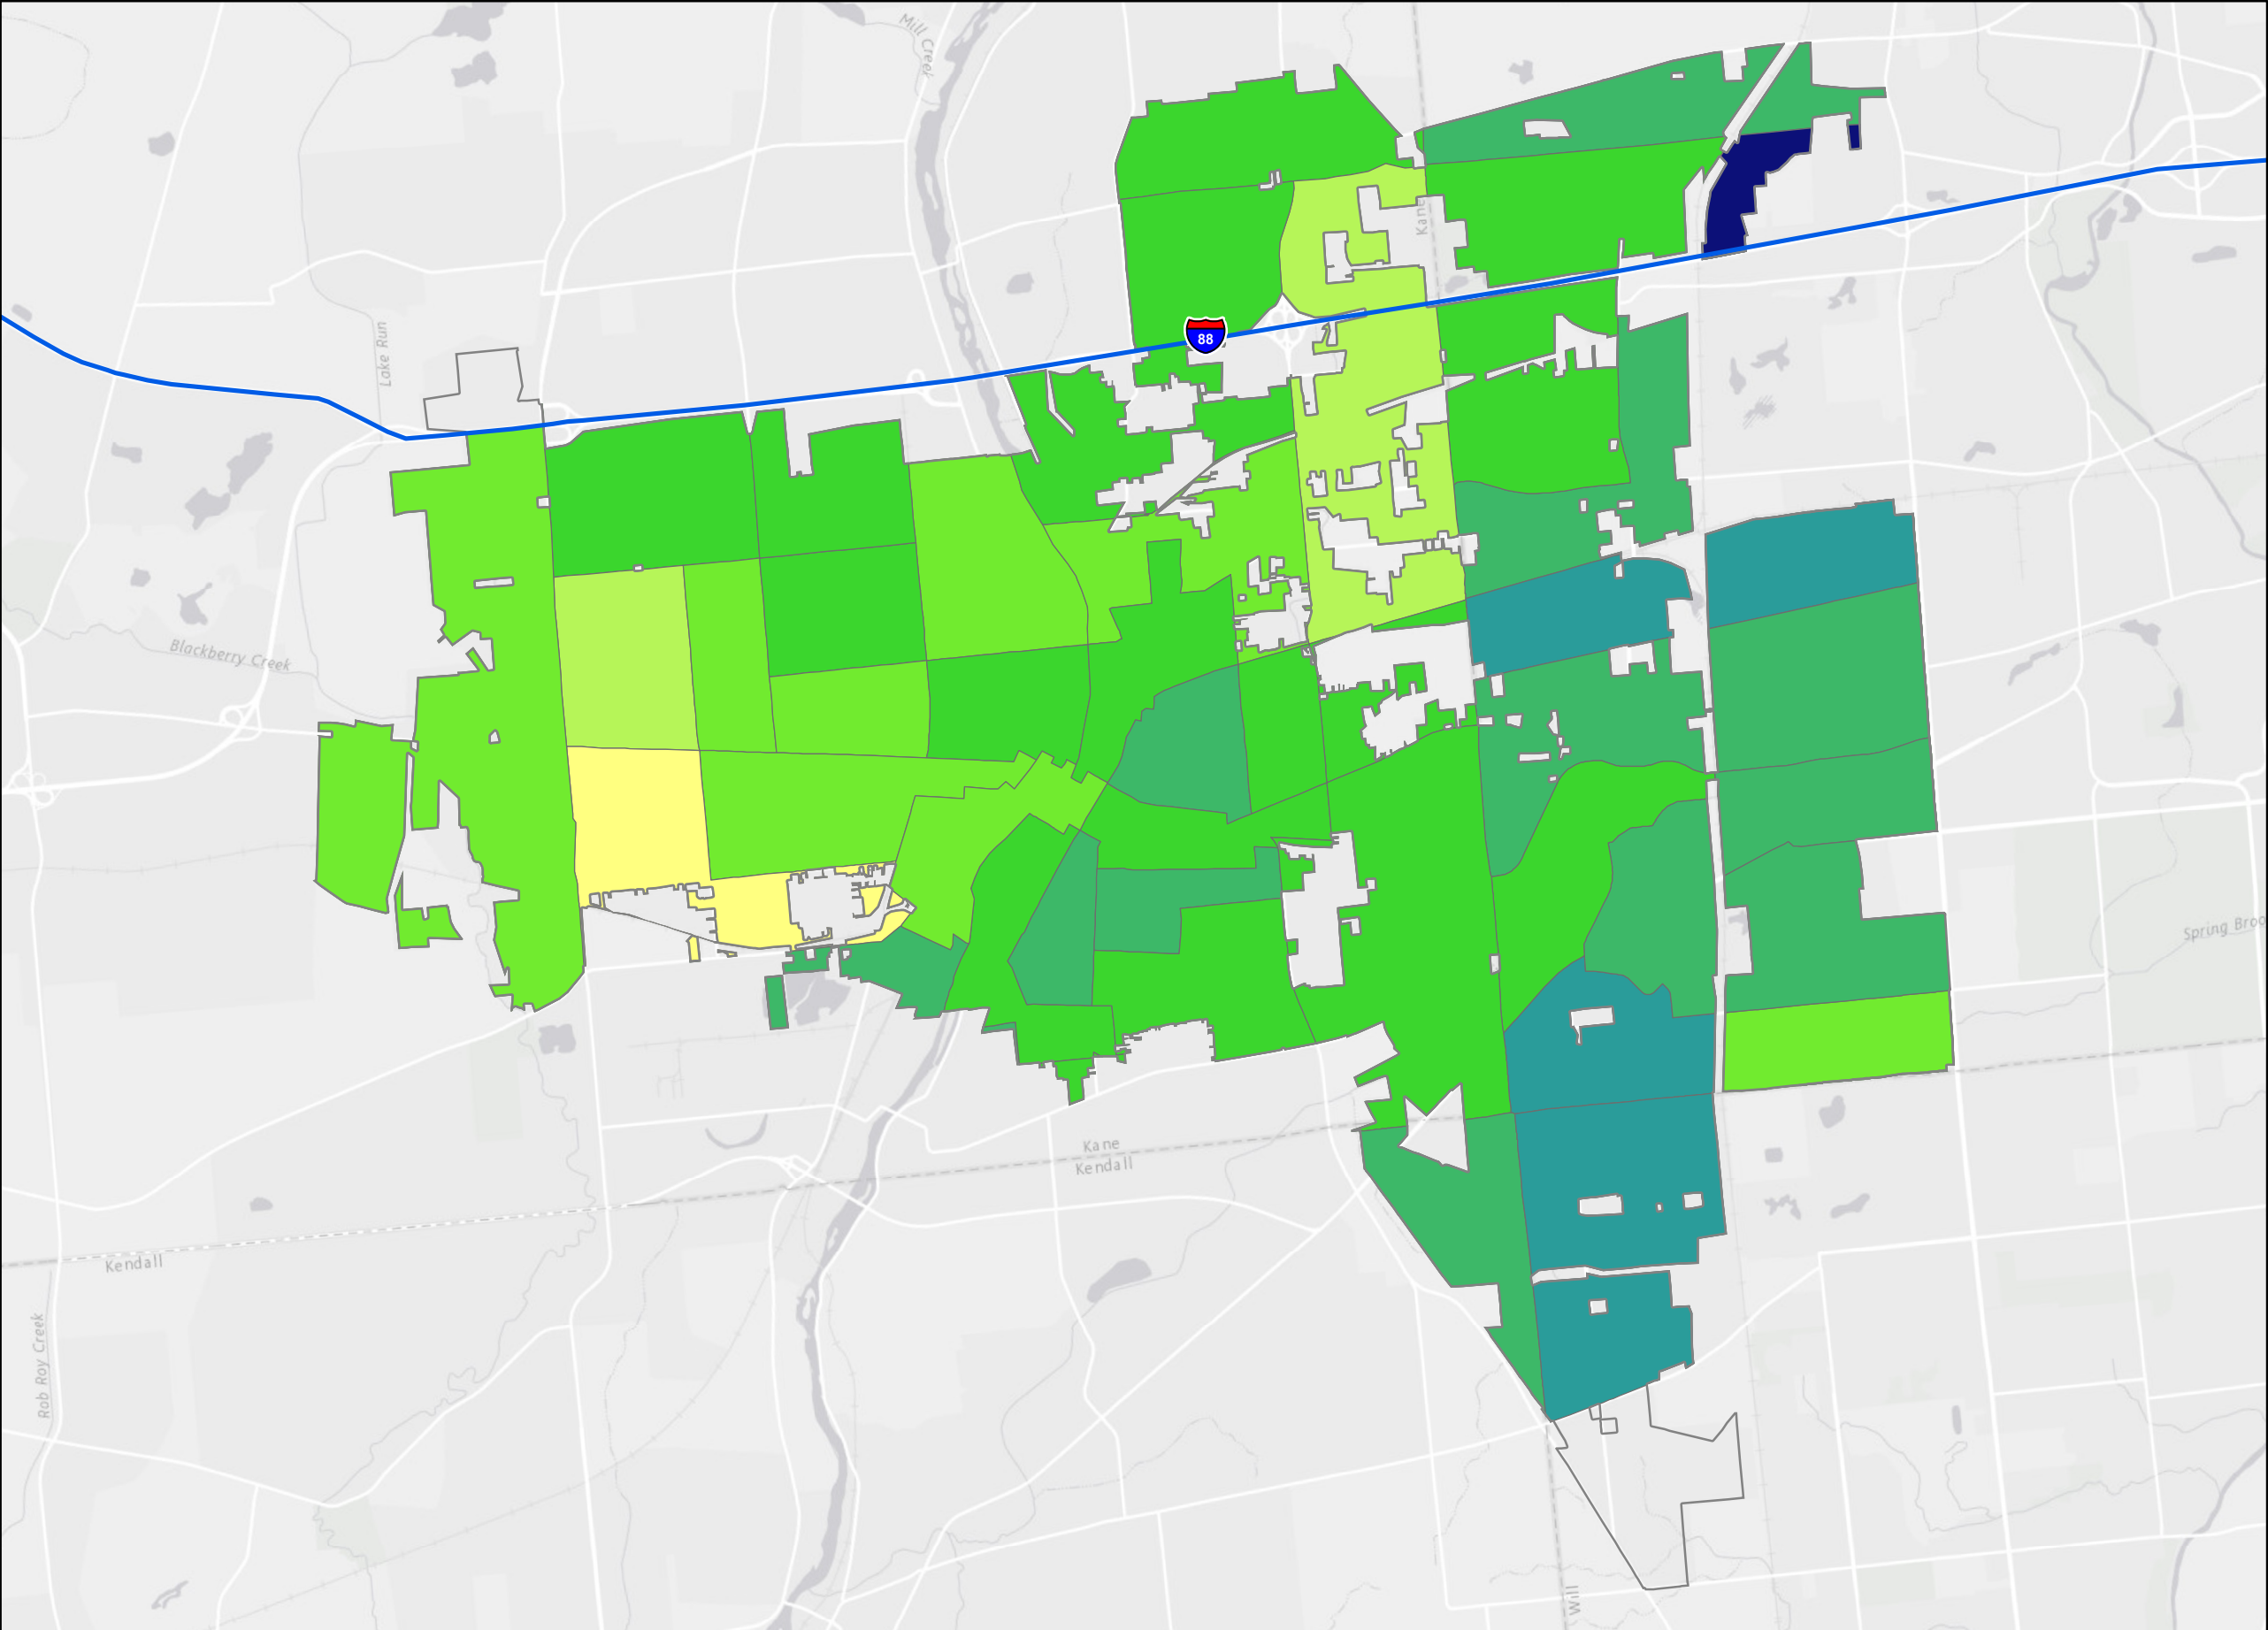 Mill Creek
Kane
Lake Run
88
Blackberry Creek
Spring Broo
Kane
Kendall
Kendall
Rob Roy Creek
Will